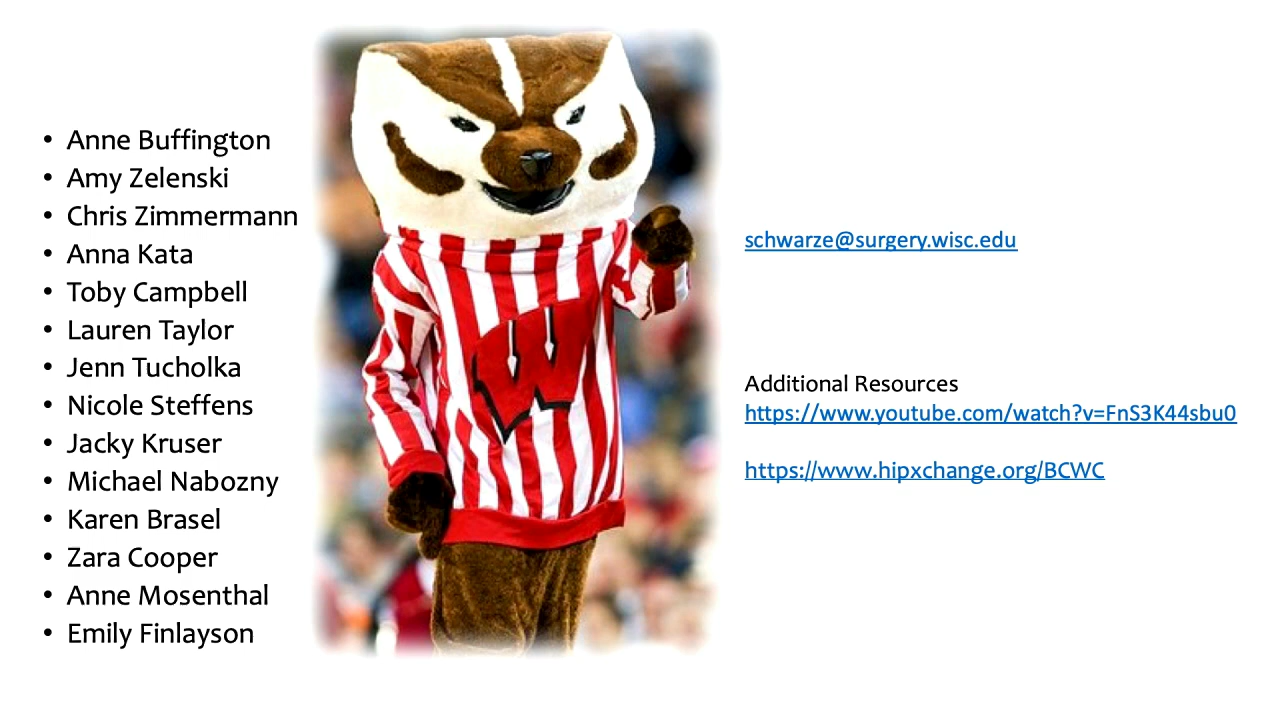 • Anne Buffington
• Amy Zelenski
• Chris Zimmermann
• Anna Kata
• Toby Campbell
• Lauren Taylor
• Jenn Tucholka
• Nicole Steffens
• Jacky Kruser
• Michael Nabozny
• Karen Brasel
• Zara Cooper
• Anne Mosenthal
• Emily Finlayson
W
schwarze@surgery.wisc.edu
Additional Resources
https://www.youtube.com/watch?v=FnS3K44sbu0
https://www.hipxchange.org/BCWC